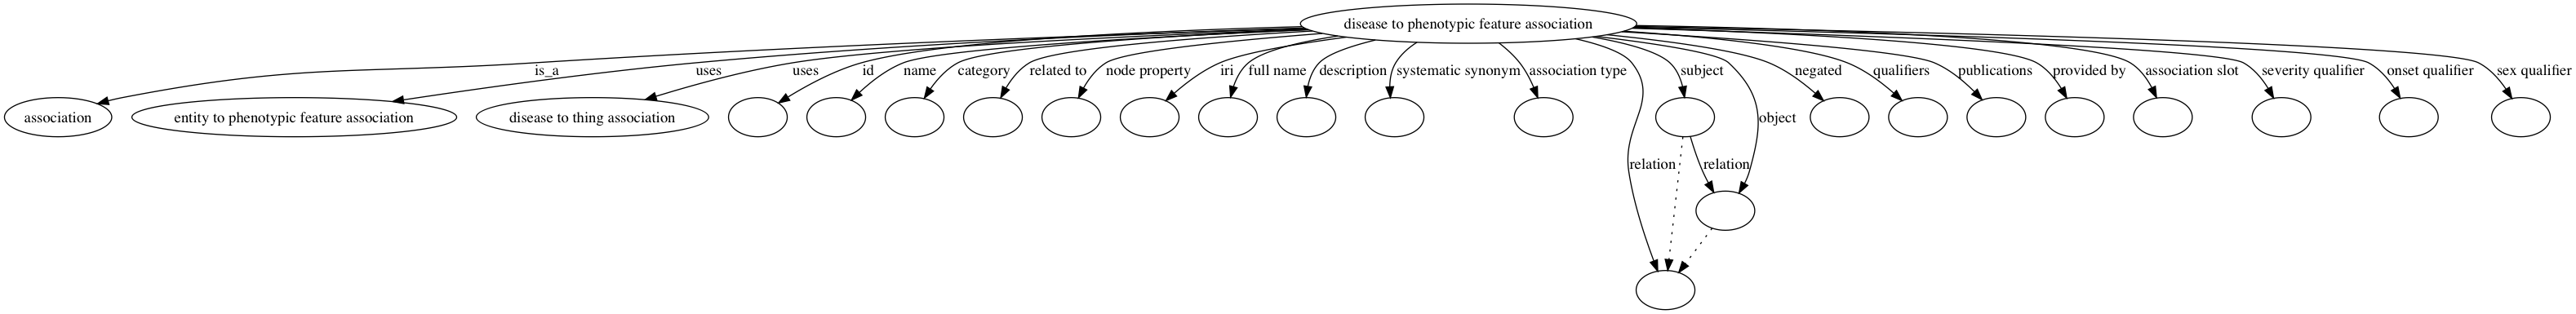 disease to phenotypic feature association
is_a
uses
uses
id
name
category
related to
node property
iri
full name
description
systematic synonym
association type
subject
negated
qualifiers
publications
provided by
association slot
severity qualifier
onset qualifier
sex qualifier
association
entity to phenotypic feature association
disease to thing association
object
relation
relation